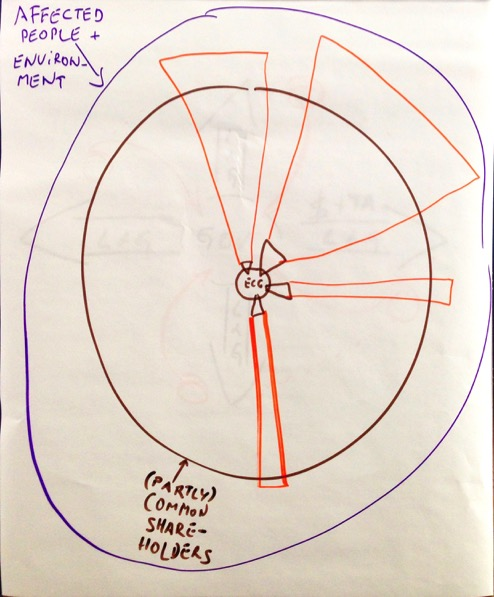 AFFECTED
PEOPLE +
ENVIRON-
MENT
ECG
(PARTLY)
COMMON
SHARE-
HOLDERS